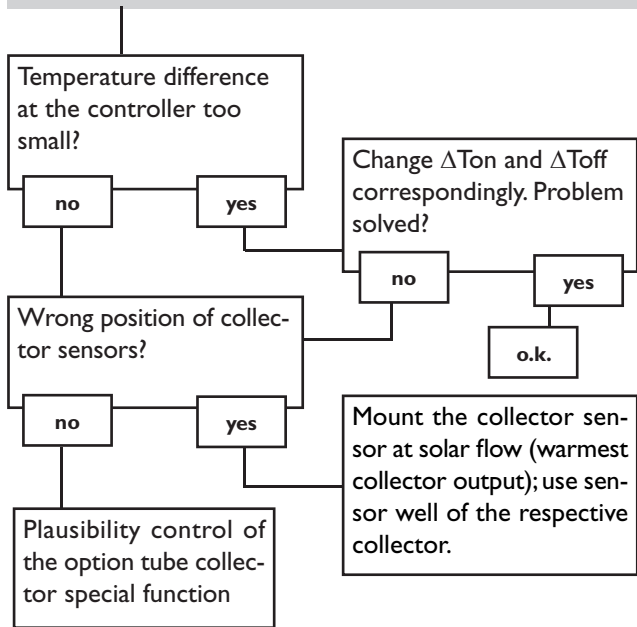 Temperature difference
at the controller too
small?
no
yes
Change ΔTon and ΔToff
correspondingly. Problem
solved?
no
yes
o.k.
Wrong position of collec-
tor sensors?
no
yes
Mount the collector sen-
sor at solar flow (warmest
collector output); use sen-
sor well of the respective
collector.
Plausibility control of
the option tube collec-
tor special function